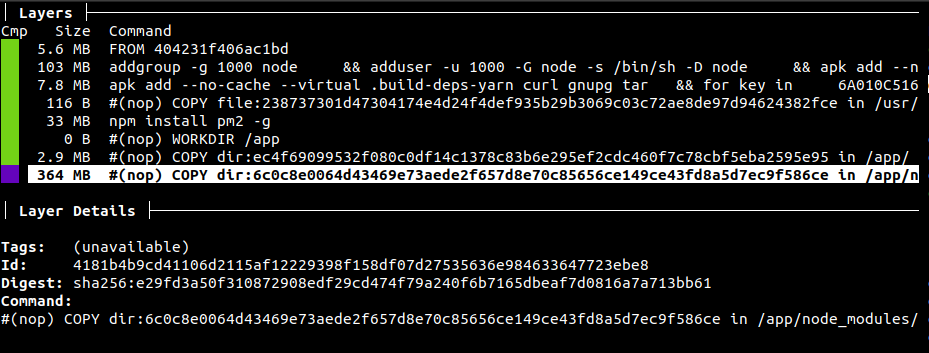 Layers
Cmp Size Command
5.6 MB FROM 404231f406ac1bd
103 MB addgroup -g 1000 node && adduser -u 1000 -G node -s /bin/sh -D node && apk add --n
7.8 MB apk add --no-cache --virtual .build-deps-yarn curl gnupg tar && for key in 6A010C516
116 B #(nop) COPY file:238737301d47304174e4d24f4def935b29b3069c03c72ae8de97d94624382fce in /usr/
33 MB npm install pm2 -g
0 B #(nop) WORKDIR /app
2.9 MB #(nop) COPY dir:ec4f69099532f080c0df14c1378c83b6e295ef2cdc460f7c78cbf5eba2595e95 in /app/
364 MB #(nop) COPY dir:6c0c8e0064d43469e73aede2f657d8e70c85656ce149ce43fd8a5d7ec9f586ce in /app/n
Layer Details
Tags: (unavailable)
Id: 4181b4b9cd41106d2115af12229398f158df07d27535636e984633647723ebe8
Digest: sha256:e29fd3a50f310872908edf29cd474f79a240f6b7165dbeaf7d0816a7a713bb61
Command:
#(nop) COPY dir:6c0c8e0064d43469e73aede2f657d8e70c85656ce149ce43fd8a5d7ec9f586ce in /app/node_modules/